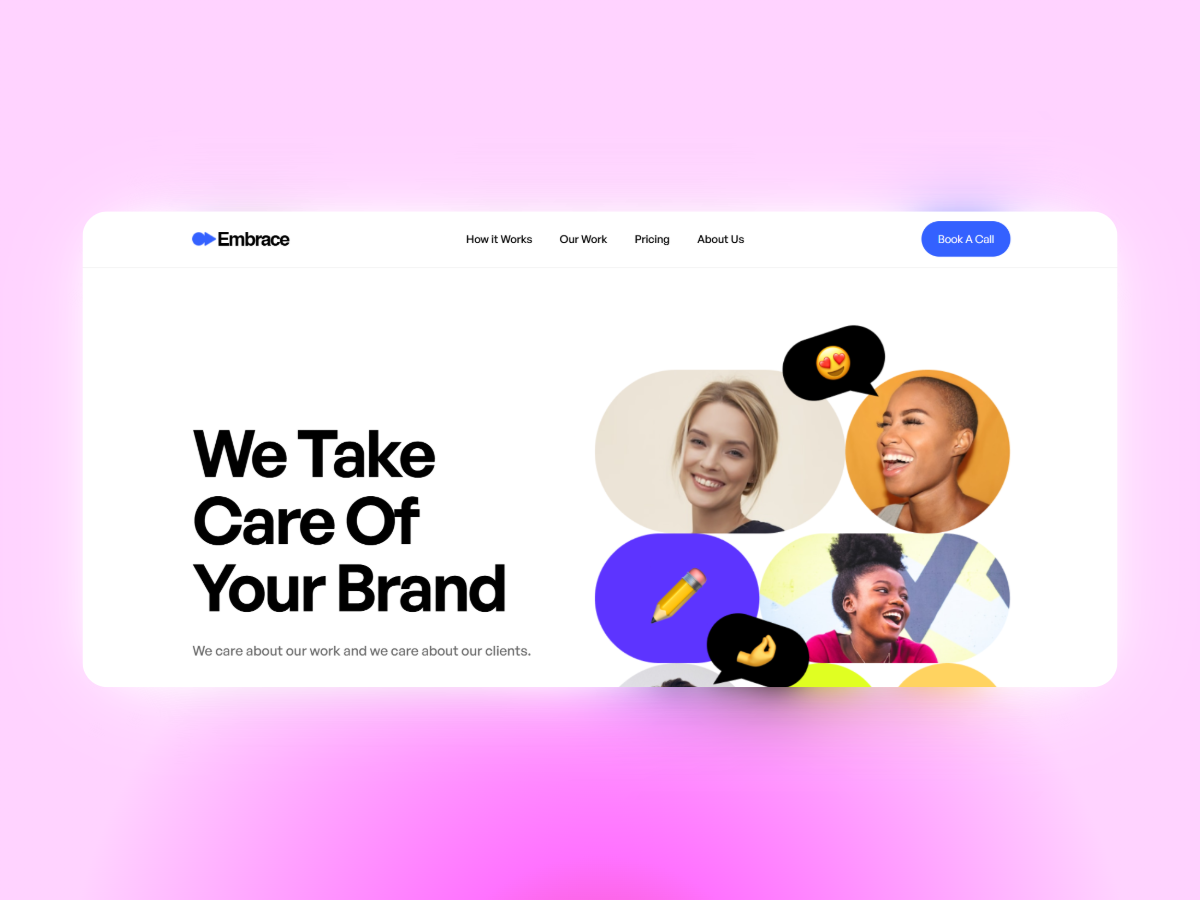 Embrace
How it Works
Our Work
Pricing
About Us
Book A Call
We Take
Care Of
Your Brand
We care about our work and we care about our clients.